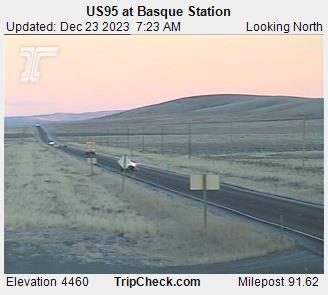 US95 at Basque Station
Updated: Dec 23 2023 7:23 AM Looking North
Elevation 4460 TripCheck.com Milepost 91.62